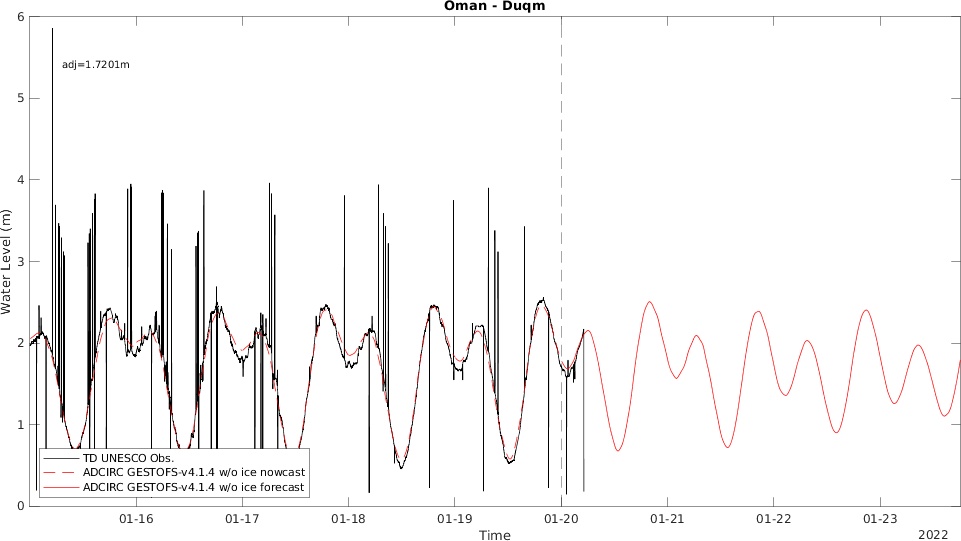 Oman - Duqm
adj=1.7201m
Water Level (m)
6
5
4
3
2
1
0
TD UNESCO Obs.
ADCIRC GESTOFS-v4.1.4 w/o ice nowcast
ADCIRC GESTOFS-v4.1.4 w/o ice forecast
01-16 01-17 01-18 01-19 01-20 01-21 01-22 01-23
Time
2022